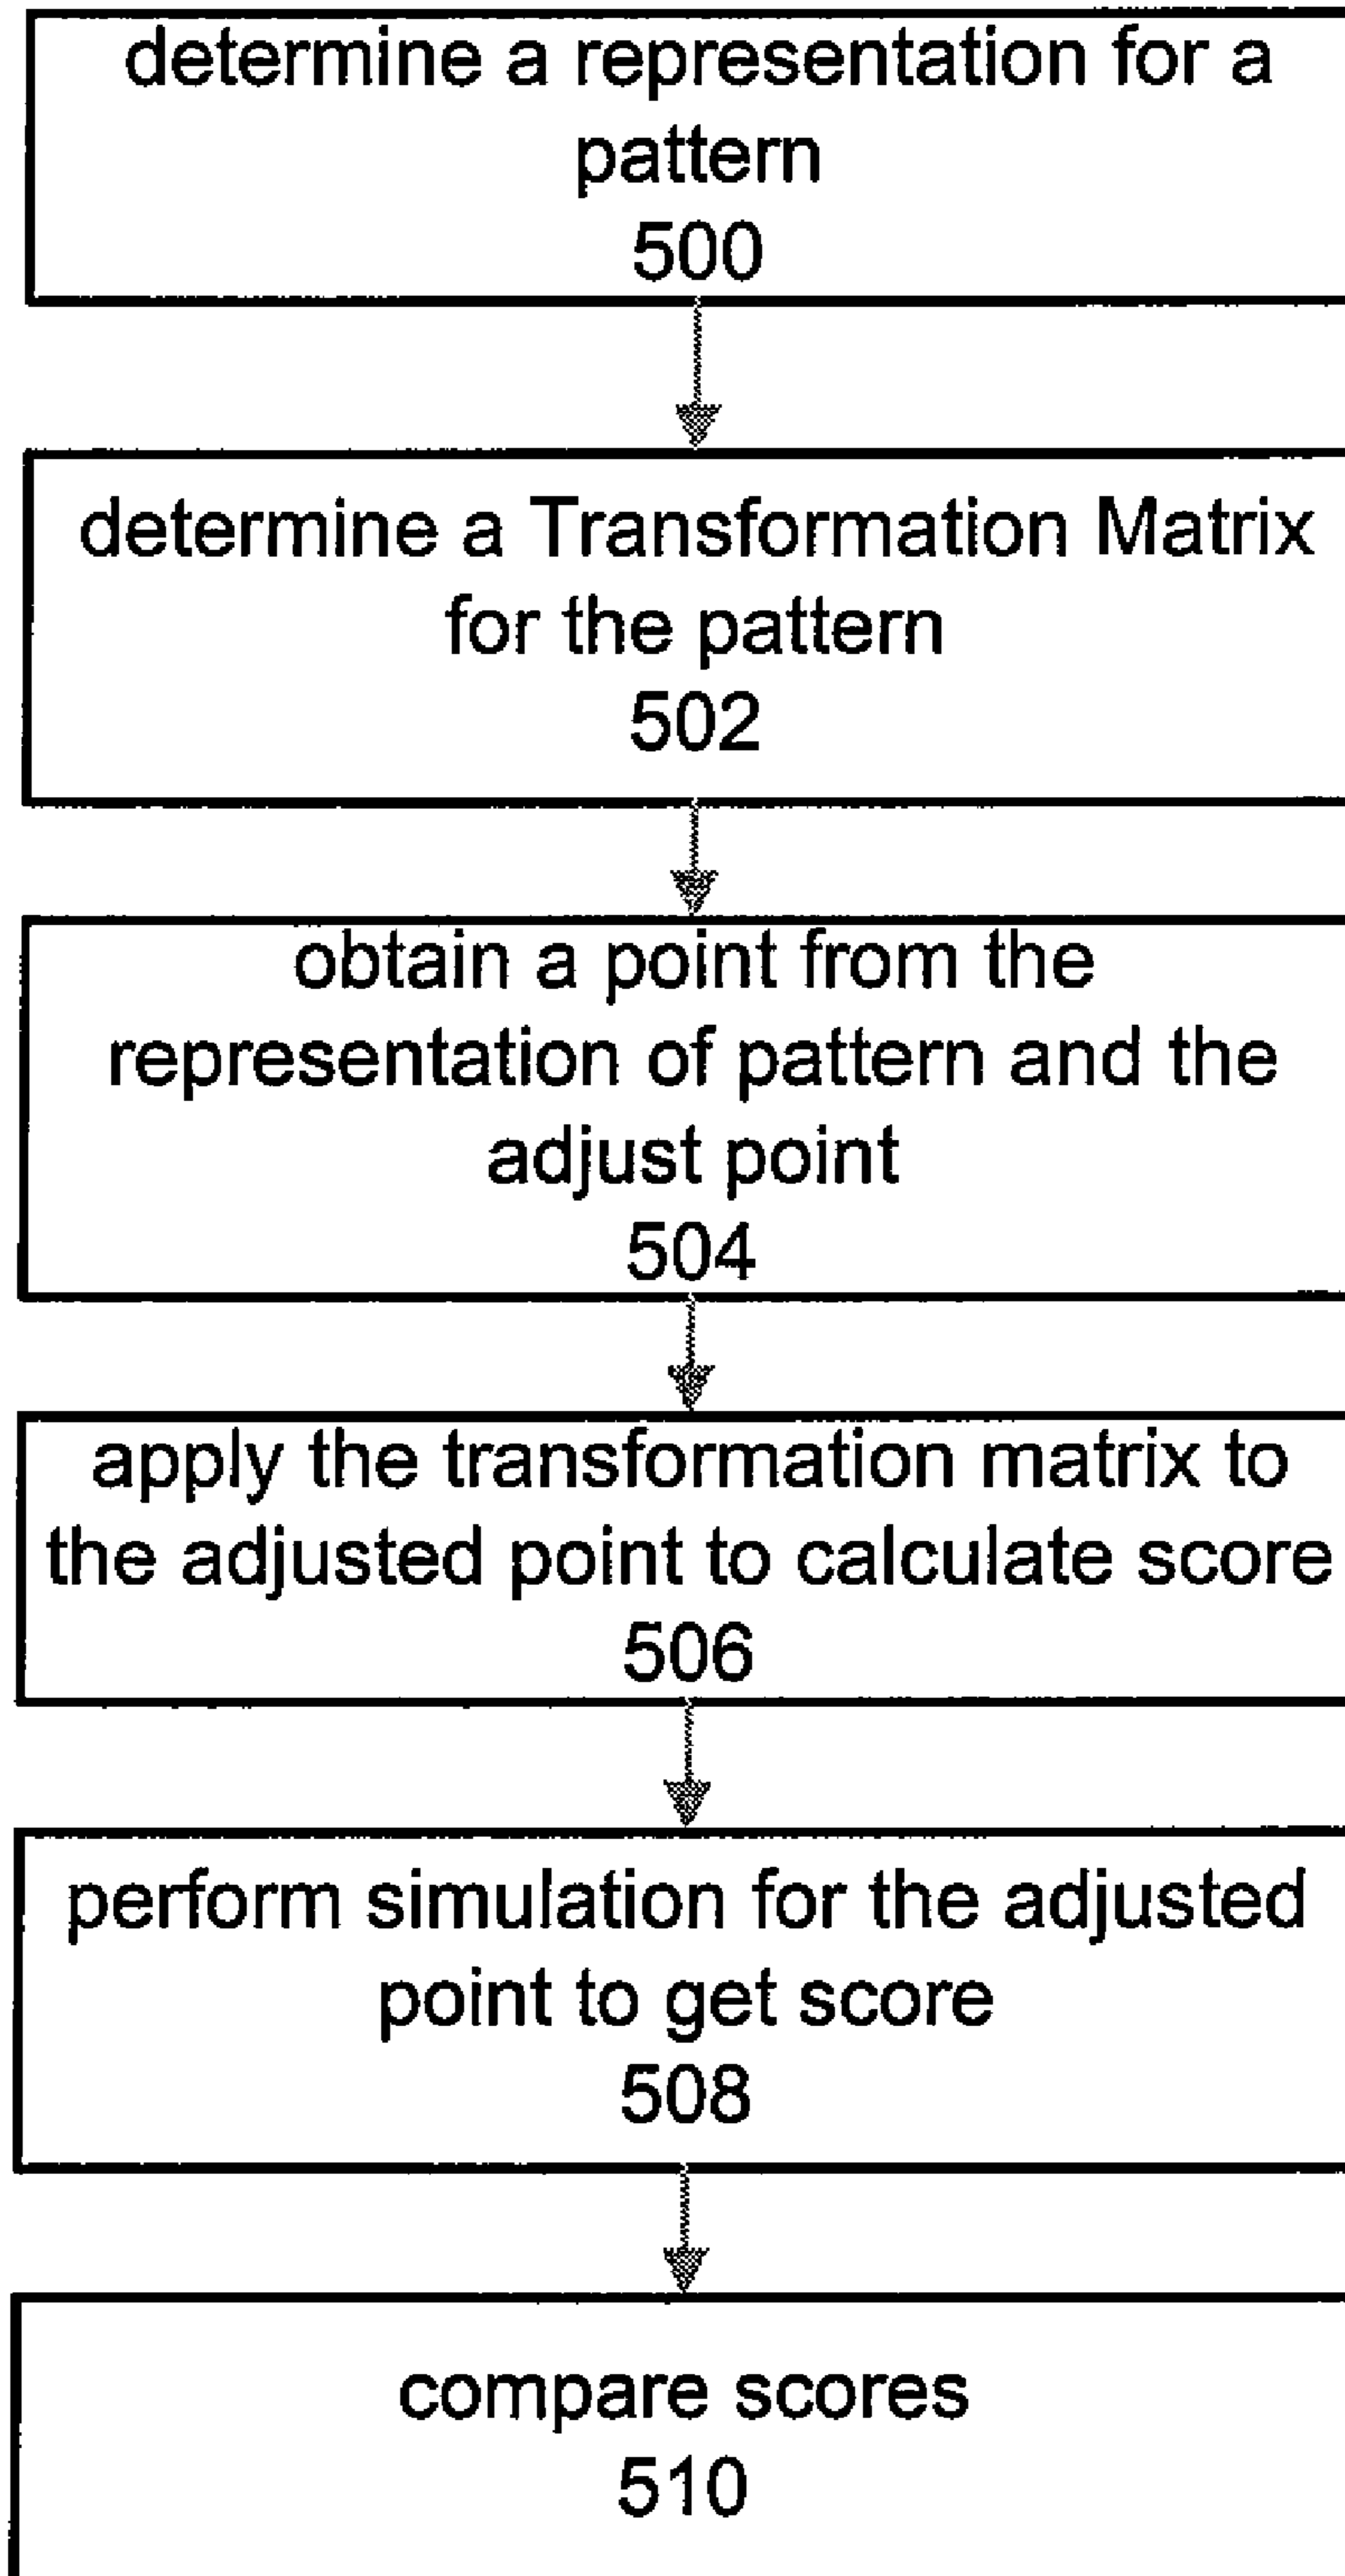 determine a representation for a
pattern
500
determine a Transformation Matrix
for the pattern
502
obtain a point from the
representation of pattern and the
adjust point
504
apply the transformation matrix to
the adjusted point to calculate score
506
perform simulation for the adjusted
point to get score
508
compare scores
510